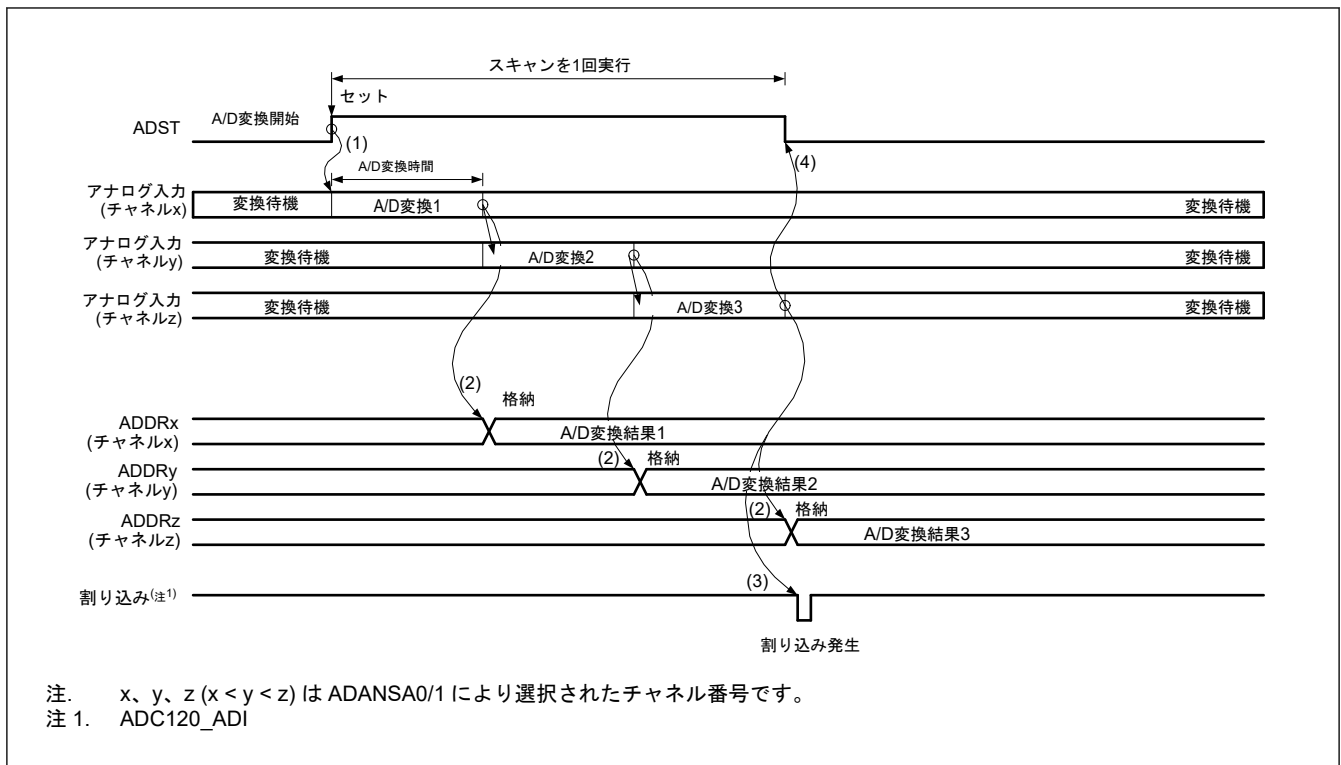 スキャンを1回実行
セット
ADST
A/D変換開始
(1)
(4)
A/D変換時間
アナログ入力
(チャネルx)
変換待機
A/D変換1
変換待機
アナログ入力
(チャネルy)
変換待機
A/D変換2
変換待機
アナログ入力
(チャネルz)
変換待機
A/D変換3
変換待機
(2)
格納
ADDRx
(チャネルx)
A/D変換結果1
(2)
格納
ADDRy
(チャネルy)
A/D変換結果2
(2)
格納
ADDRz
(チャネルz)
A/D変換結果3
(3)
割り込み(注1)
割り込み発生
注. x、y、z (x < y < z) は ADANSA0/1 により選択されたチャネル番号です。
注 1. ADC120_ADI